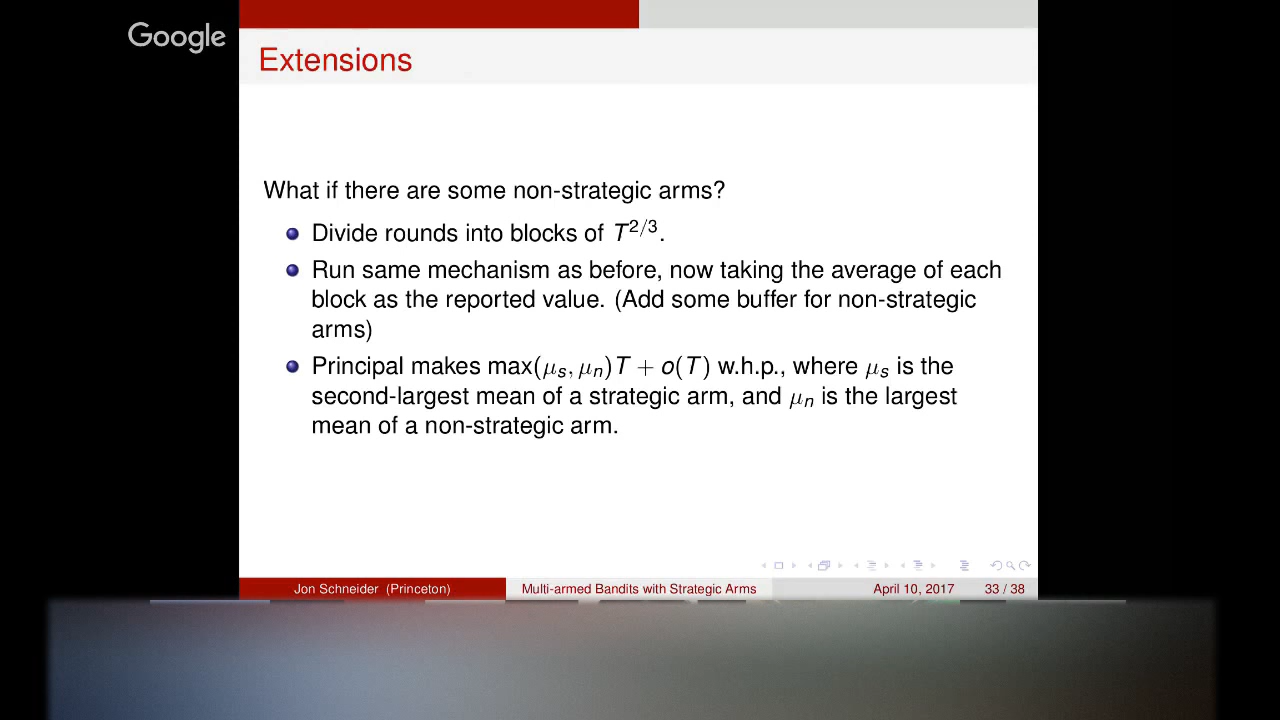 Google
Extensions
What if there are some non-strategic arms?
Divide rounds into blocks of T^{2/3}.
Run same mechanism as before, now taking the average of each
block as the reported value. (Add some buffer for non-strategic
arms)
Principal makes max(μ_s, μ_n)T + o(T) w.h.p., where μ_s is the
second-largest mean of a strategic arm, and μ_n is the largest
mean of a non-strategic arm.
Jon Schneider (Princeton) Multi-armed Bandits with Strategic Arms April 10, 2017 33 / 38